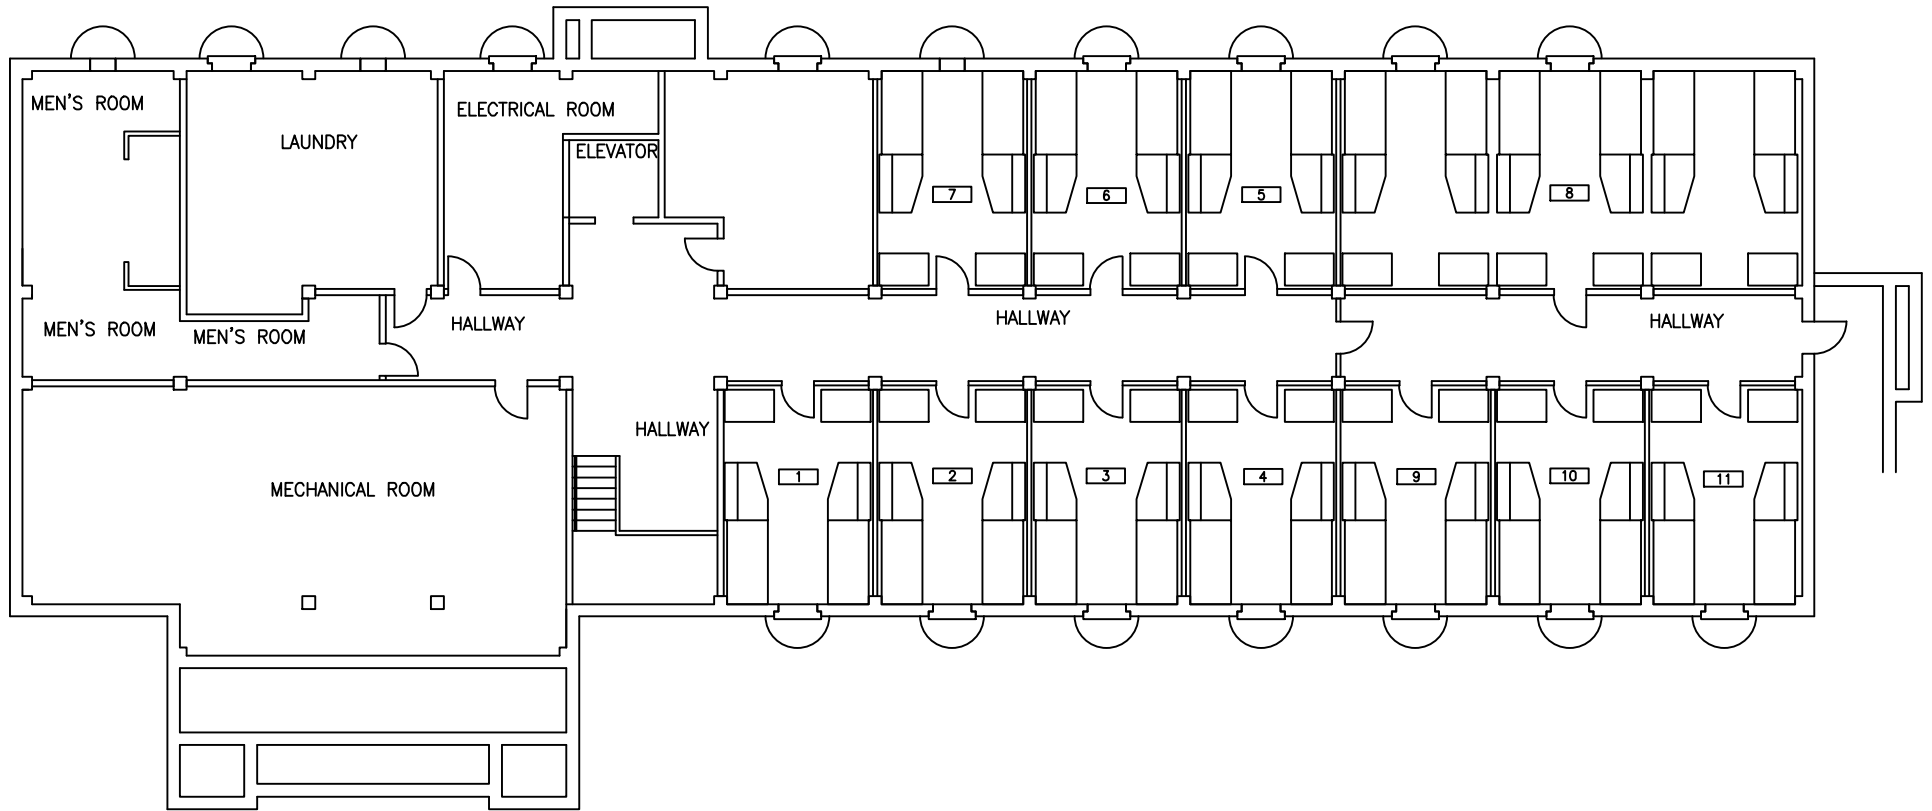 MEN'S ROOM
ELECTRICAL ROOM
LAUNDRY
ELEVATOR
7
6
5
8
MEN'S ROOM
MEN'S ROOM
HALLWAY
HALLWAY
HALLWAY
HALLWAY
MECHANICAL ROOM
1
2
3
4
9
10
11